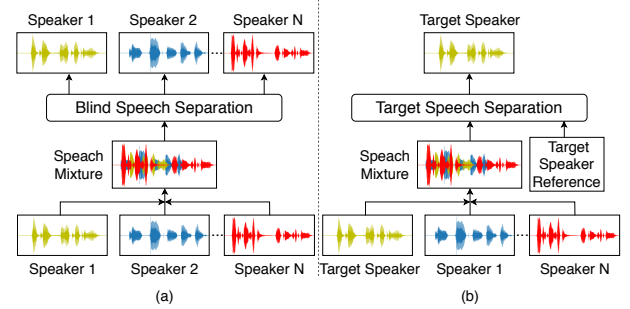 Speaker 1
Speaker 2
Speaker N
Blind Speech Separation
Speach
Mixture
Speaker 1
Speaker 2
Speaker N
(a)
Target Speaker
Target Speech Separation
Speach
Mixture
Target
Speaker
Reference
Target Speaker
Speaker 1
Speaker N
(b)